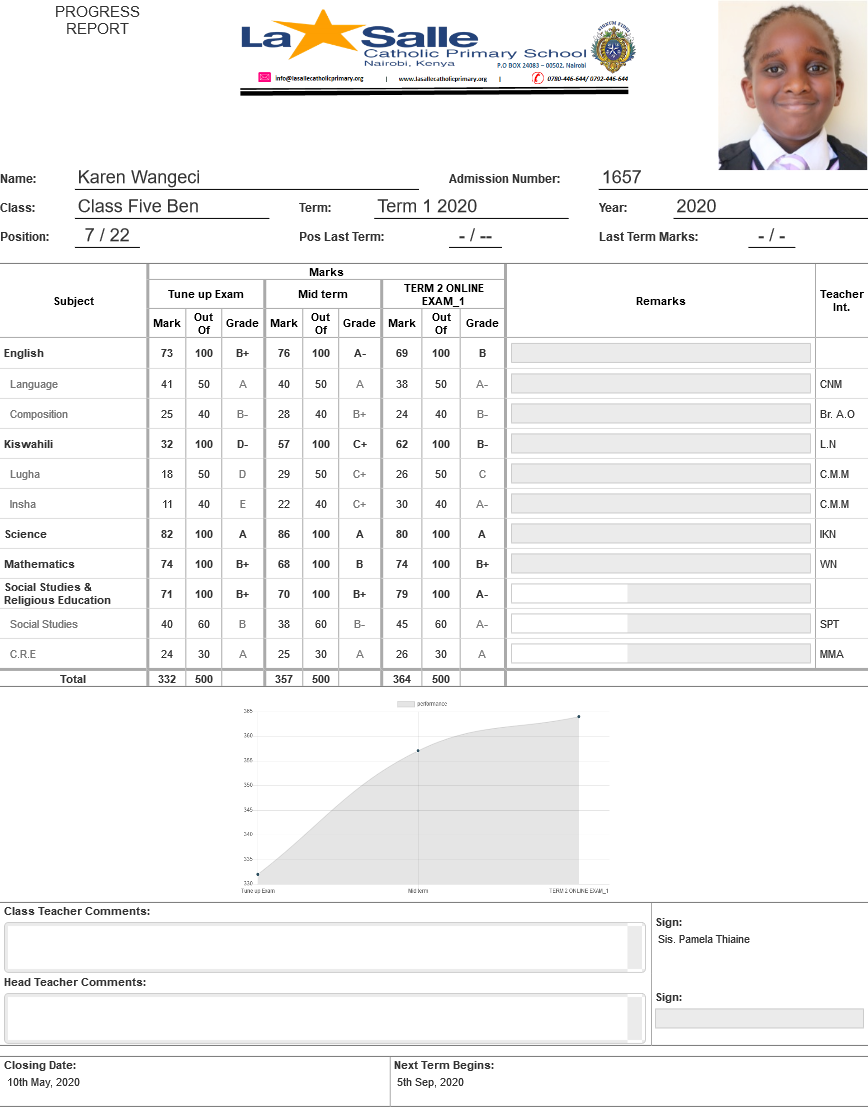 PROGRESS
REPORT
La Salle
Catholic Primary School
Nairobi, Kenya
P.O BOX 24083 – 00502, Nairobi
info@lasallecatholicprimary.org | www.lasallecatholicprimary.org | 0780-446-644/ 0792-446-644
Name: Karen Wangeci Admission Number: 1657
Class: Class Five Ben Term: Term 1 2020 Year: 2020
Position: 7 / 22 Pos Last Term: - / -- Last Term Marks: - / -
Marks
Subject Tune up Exam Mid term TERM 2 ONLINE EXAM_1 Remarks Teacher Int.
Mark Out Of Grade Mark Out Of Grade Mark Out Of Grade
English 73 100 B+ 76 100 A- 69 100 B
Language 41 50 A 40 50 A 38 50 A- CNM
Composition 25 40 B- 28 40 B+ 24 40 B- Br. A.O
Kiswahili 32 100 D- 57 100 C+ 62 100 B- L.N
Lugha 18 50 D 29 50 C+ 26 50 C C.M.M
Insha 11 40 E 22 40 C+ 30 40 A- C.M.M
Science 82 100 A 86 100 A 80 100 A IKN
Mathematics 74 100 B+ 68 100 B 74 100 B+ WN
Social Studies &
Religious Education 71 100 B+ 70 100 B+ 79 100 A-
Social Studies 40 60 B 38 60 B- 45 60 A- SPT
C.R.E 24 30 A 25 30 A 26 30 A MMA
Total 332 500 357 500 364 500
performance
365
360
355
350
345
340
335
330
Tune up Exam Mid term TERM 2 ONLINE EXAM_1
Class Teacher Comments:
Sign:
Sis. Pamela Thiaine
Head Teacher Comments:
Sign:
Closing Date: Next Term Begins:
10th May, 2020 5th Sep, 2020